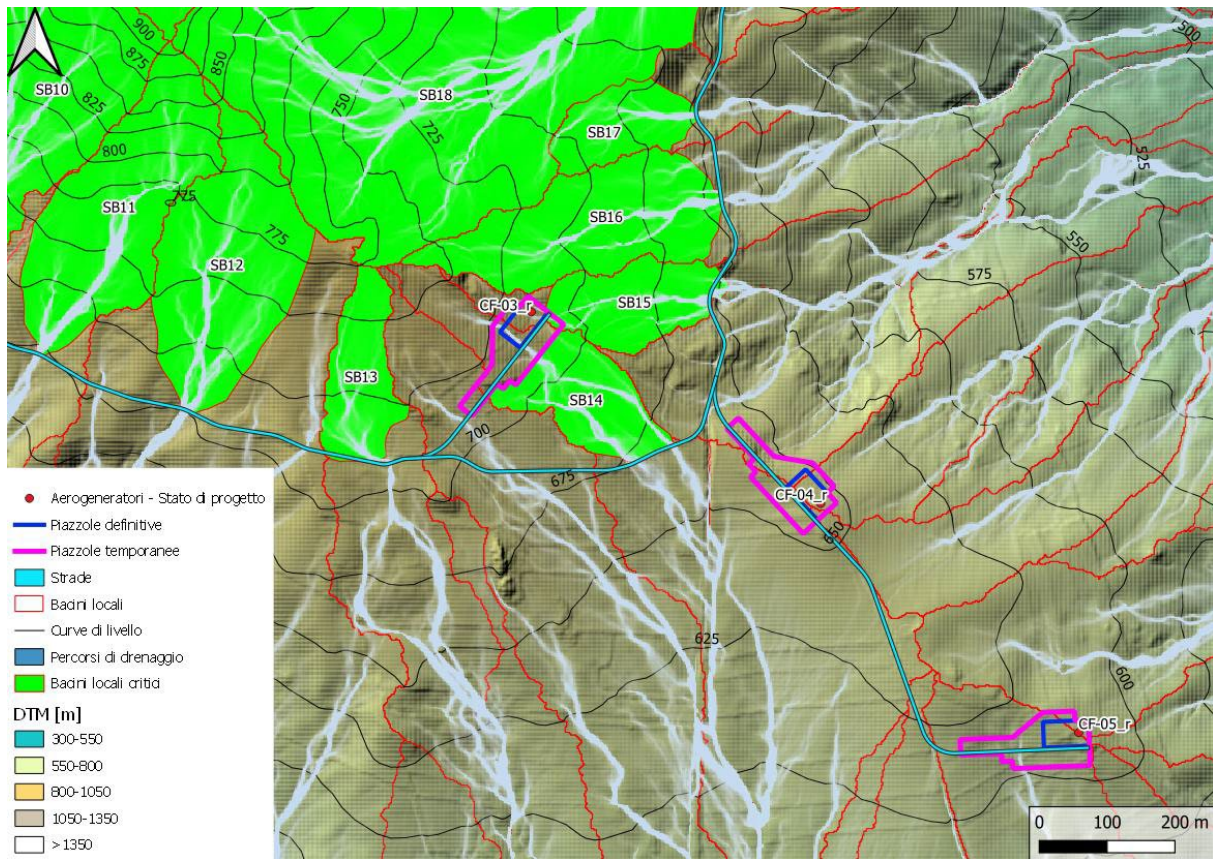 900
875
850
825
SB10
SB18
750
725
SB17
800
500
525
SB11
775
SB12
775
SB16
550
575
SB15
CF-03_r
SB13
SB14
700
675
CF-04_r
650
625
600
CF-05_r
Aerogeneratori - Stato di progetto
Piazzole definitive
Piazzole temporanee
Strade
Bacini locali
Curve di livello
Percorsi di drenaggio
Bacini locali critici
DTM [m]
300-550
550-800
800-1050
1050-1350
> 1350
0 100 200 m